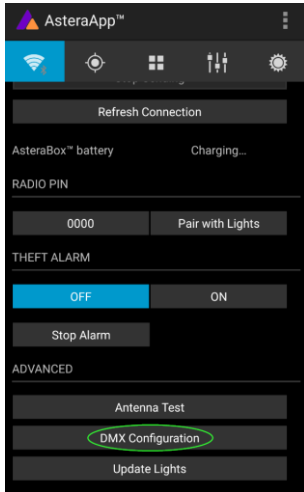 AsteraApp™
Refresh Connection
AsteraBox™ battery Charging...
RADIO PIN
0000 Pair with Lights
THEFT ALARM
OFF ON
Stop Alarm
ADVANCED
Antenna Test
DMX Configuration
Update Lights